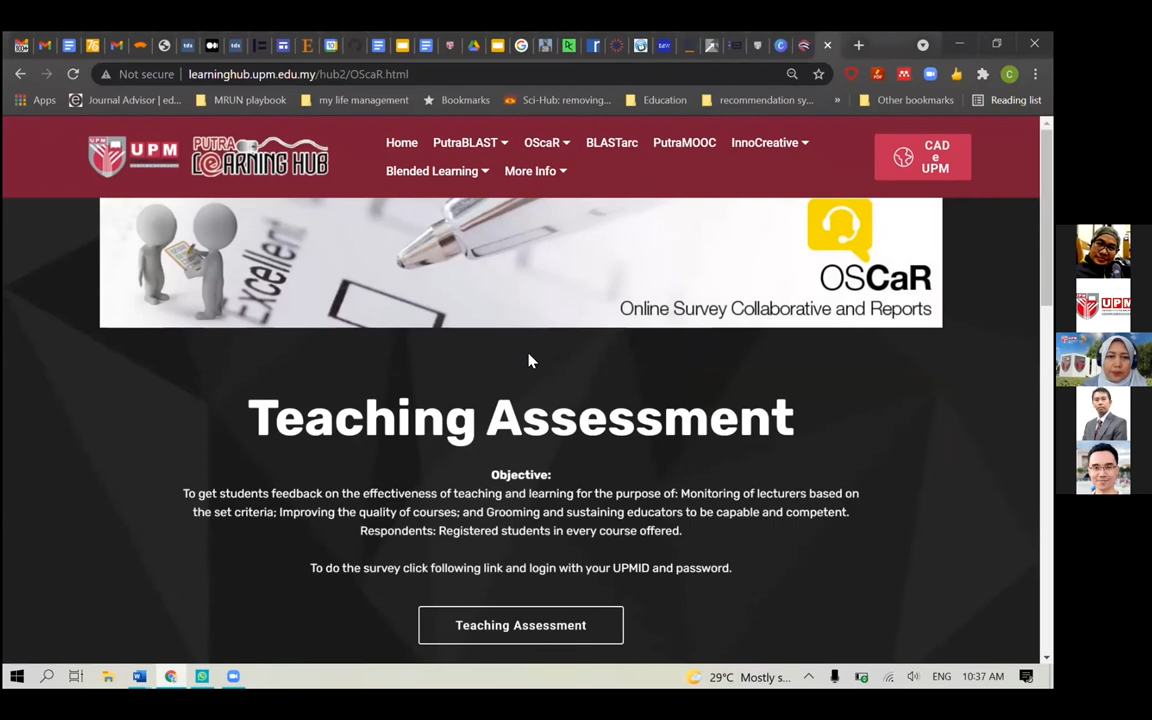 Not secure learninghub.upm.edu.my/hub2/OScaR.html
Apps Journal Advisor | ed... MRUN playbook my life management Bookmarks Sci-Hub: removing... Education recommendation sy... » Other bookmarks Reading list
UPM PUTRA LEARNING HUB
Home PutraBLAST OScaR BLASTarc PutraMOOC InnoCreative
Blended Learning More Info
CAD
e
UPM
Excellent
OSCaR
Online Survey Collaborative and Reports
Teaching Assessment
Objective:
To get students feedback on the effectiveness of teaching and learning for the purpose of: Monitoring of lecturers based on
the set criteria; Improving the quality of courses; and Grooming and sustaining educators to be capable and competent.
Respondents: Registered students in every course offered.
To do the survey click following link and login with your UPMID and password.
Teaching Assessment
29°C Mostly s... ENG 10:37 AM